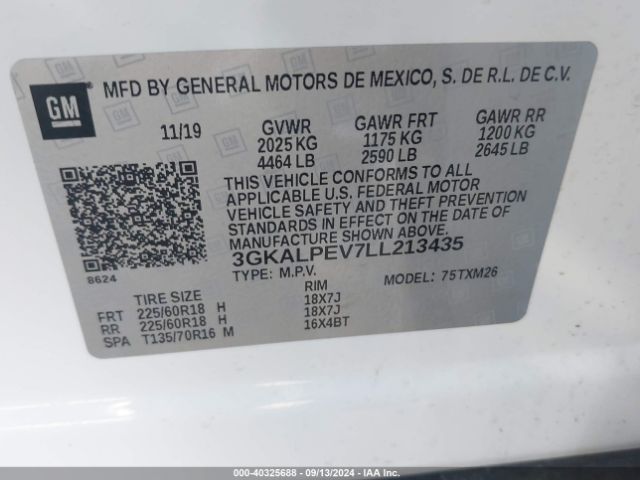 GM
MFD BY GENERAL MOTORS DE MEXICO, S. DE R.L. DE C.V.
11/19 GVWR GAWR FRT GAWR RR
2025 KG 1175 KG 1200 KG
4464 LB 2590 LB 2645 LB
THIS VEHICLE CONFORMS TO ALL
APPLICABLE U.S. FEDERAL MOTOR
VEHICLE SAFETY AND THEFT PREVENTION
STANDARDS IN EFFECT ON THE DATE OF
MANUFACTURE SHOWN ABOVE.
8624
3GKALPEV7LL213435
TYPE: M.P.V. MODEL: 75TXM26
TIRE SIZE RIM
FRT 225/60R18 H 18X7J
RR 225/60R18 H 18X7J
SPA T135/70R16 M 16X4BT
000-40325688 - 09/13/2024 - IAAI.COM